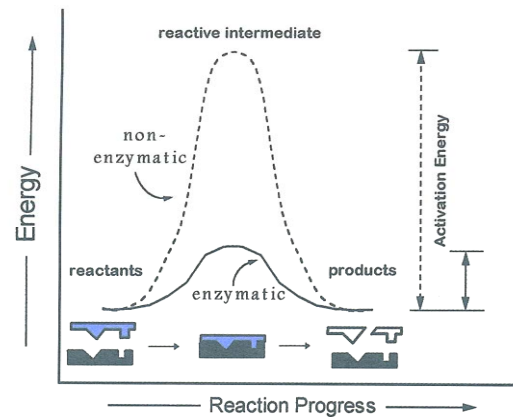 reactive intermediate
non-
enzymatic
Activation Energy
Energy
reactants
products
enzymatic
Reaction Progress